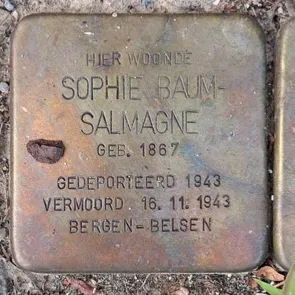 HIER WOONDE
SOPHIE BAUM-
SALMAGNE
GEB. 1867
GEDEPORTEERD 1943
VERMOORD 16.11.1943
BERGEN-BELSEN